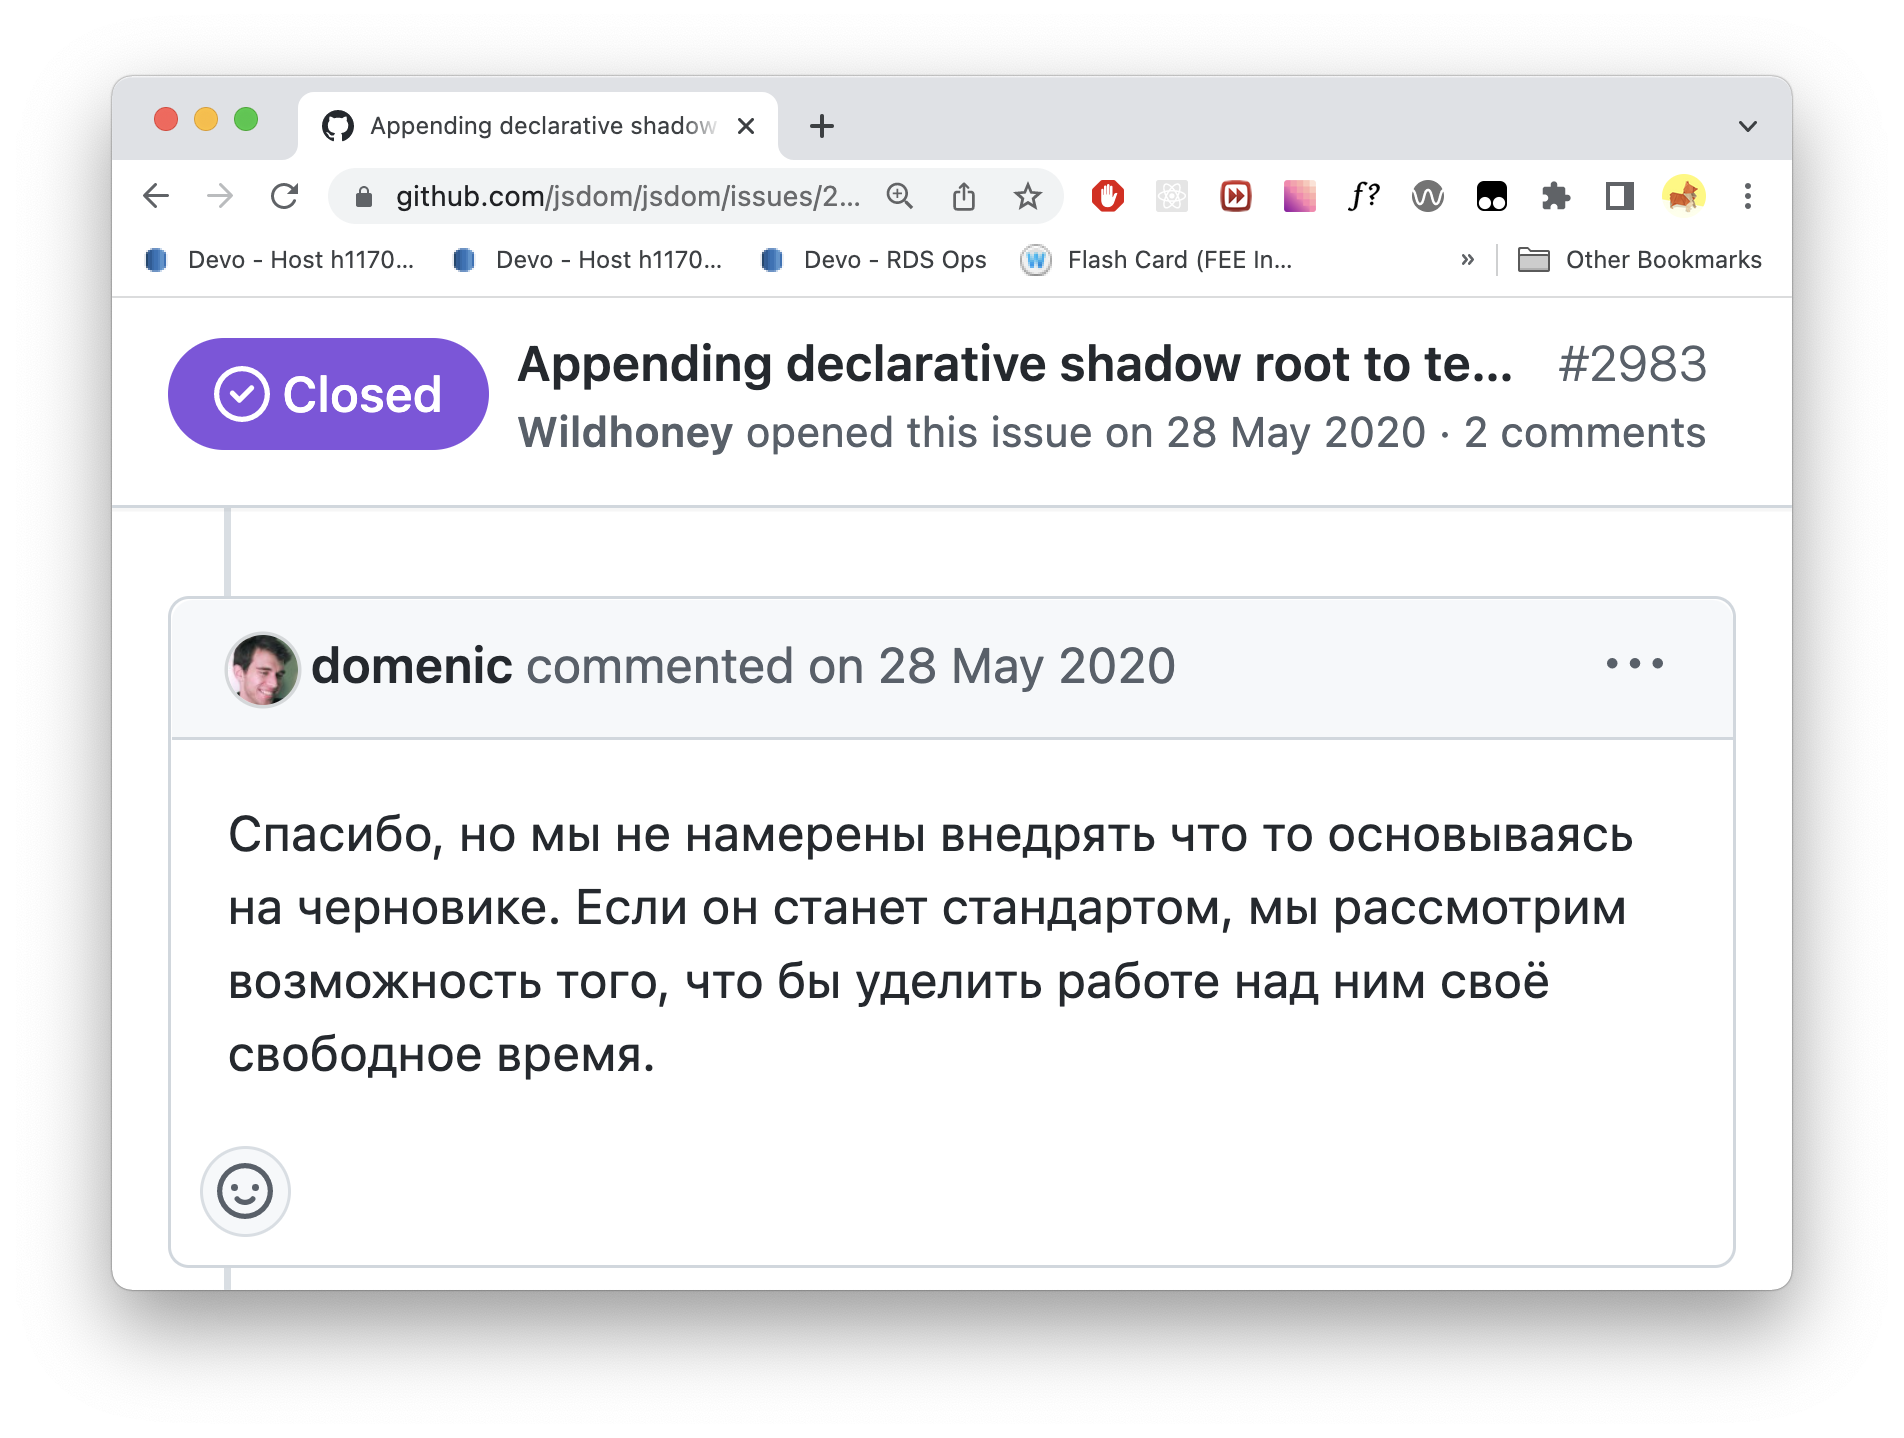 Appending declarative shadow
github.com/jsdom/jsdom/issues/2...
f?
Devo - Host h1170... Devo - Host h1170... Devo - RDS Ops W Flash Card (FEE In... » Other Bookmarks
Closed
Appending declarative shadow root to te... #2983
Wildhoney opened this issue on 28 May 2020 · 2 comments
domenic commented on 28 May 2020
Спасибо, но мы не намерены внедрять что то основываясь
на черновике. Если он станет стандартом, мы рассмотрим
возможность того, что бы уделить работе над ним своё
свободное время.